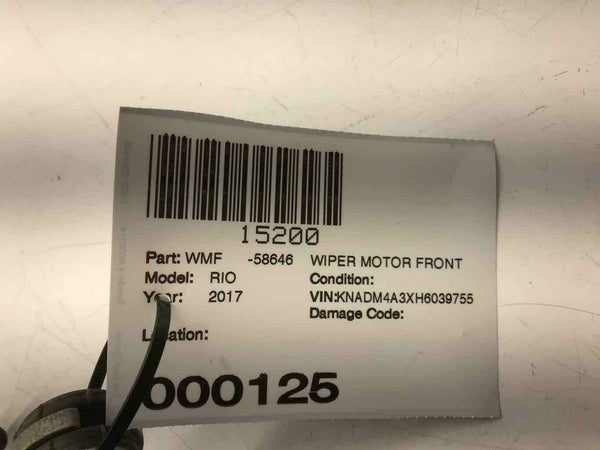 15200
Part: WMF -58646 WIPER MOTOR FRONT
Model: RIO Condition:
Year: 2017 VIN:KNADM4A3XH6039755
Damage Code:
Location:
000125